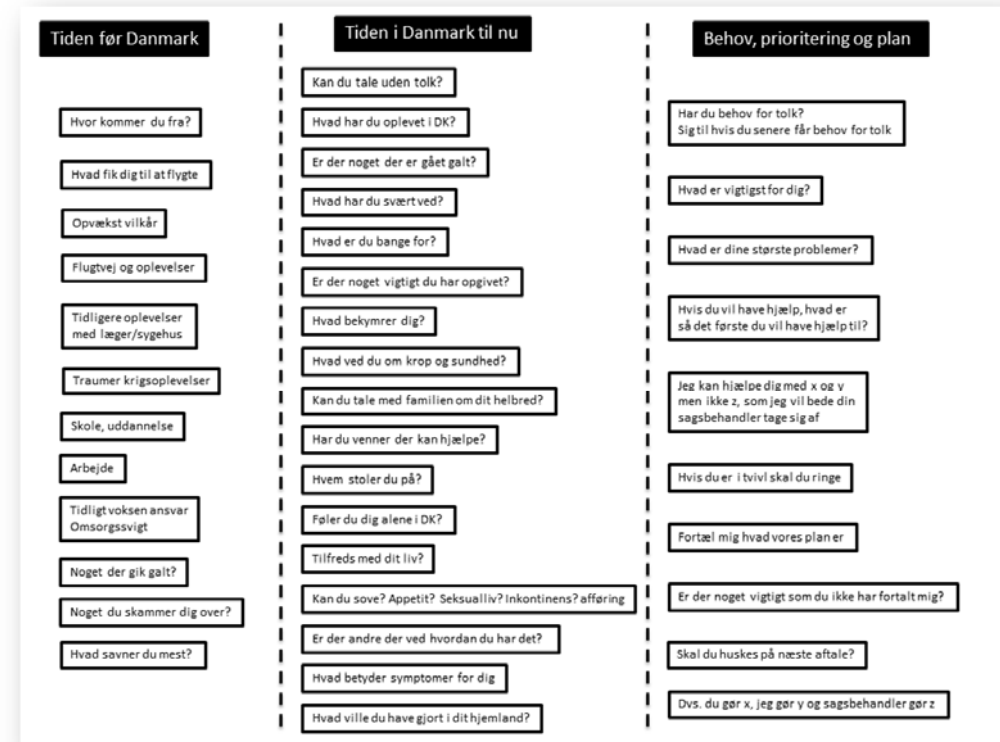 Tiden før Danmark
Hvor kommer du fra?
Hvad fik dig til at flygte
Opvækst vilkår
Flugtvej og oplevelser
Tidligere oplevelser
med læger/sygehus
Traumer krigsoplevelser
Skole, uddannelse
Arbejde
Tidligt voksen ansvar
Omsorgssvigt
Noget der gik galt?
Noget du skammer dig over?
Hvad savner du mest?
Tiden i Danmark til nu
Kan du tale uden tolk?
Hvad har du oplevet i DK?
Er der noget der er gået galt?
Hvad har du svært ved?
Hvad er du bange for?
Er der noget vigtigt du har opgivet?
Hvad bekymrer dig?
Hvad ved du om krop og sundhed?
Kan du tale med familien om dit helbred?
Har du venner der kan hjælpe?
Hvem stoler du på?
Føler du dig alene i DK?
Tilfreds med dit liv?
Kan du sove? Appetit? Seksualliv? Inkontinens? afføring
Er der andre der ved hvordan du har det?
Hvad betyder symptomer for dig
Hvad ville du have gjort i dit hjemland?
Behov, prioritering og plan
Har du behov for tolk?
Sig til hvis du senere får behov for tolk
Hvad er vigtigst for dig?
Hvad er dine største problemer?
Hvis du vil have hjælp, hvad er
så det første du vil have hjælp til?
Jeg kan hjælpe dig med x og y
men ikke z, som jeg vil bede din
sagsbehandler tage sig af
Hvis du er i tvivl skal du ringe
Fortæl mig hvad vores plan er
Er der noget vigtigt som du ikke har fortalt mig?
Skal du huskes på næste aftale?
Dvs. du gør x, jeg gør y og sagsbehandler gør z